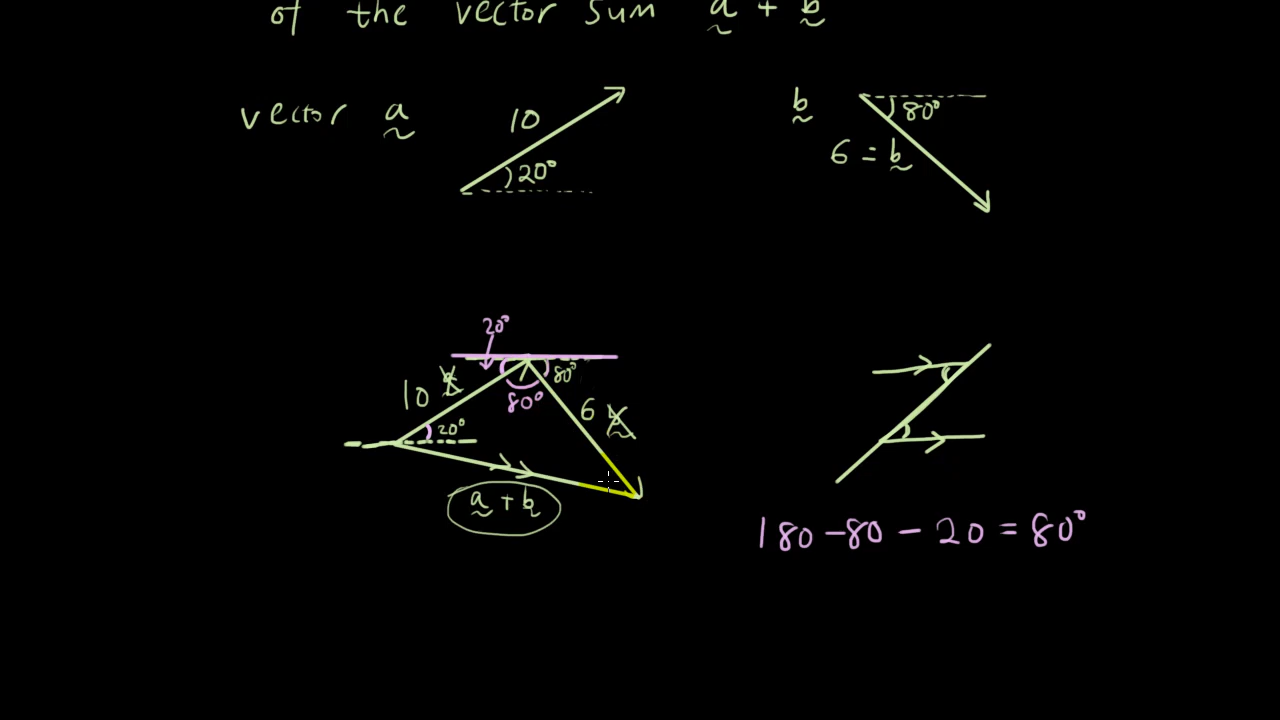 of the vector sum a + b
vector a
10
20°
b
80°
6 = b
20°
10
80°
80°
6
20°
a + b
180 - 80 - 20 = 80°